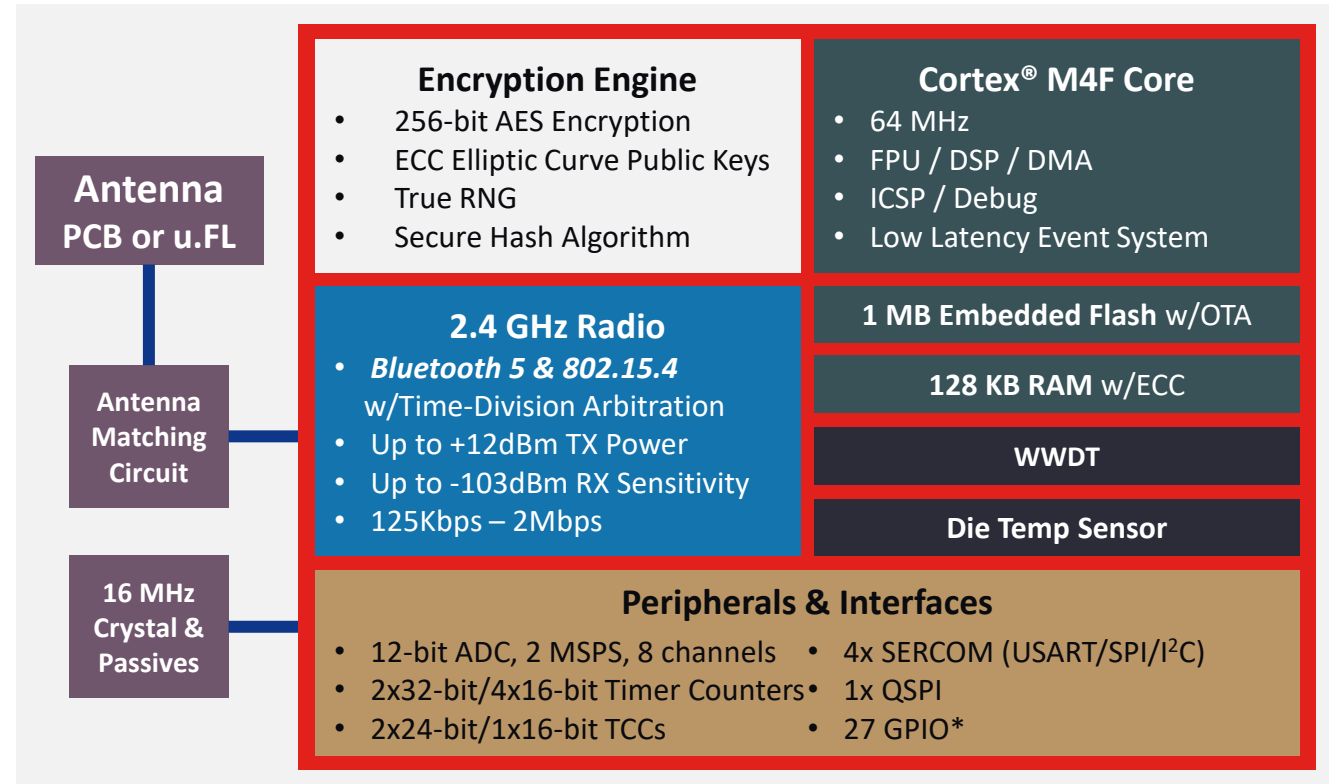 Antenna
PCB or u.FL
Antenna
Matching
Circuit
16 MHz
Crystal &
Passives
Encryption Engine
• 256-bit AES Encryption
• ECC Elliptic Curve Public Keys
• True RNG
• Secure Hash Algorithm
Cortex® M4F Core
• 64 MHz
• FPU / DSP / DMA
• ICSP / Debug
• Low Latency Event System
2.4 GHz Radio
• Bluetooth 5 & 802.15.4
w/Time-Division Arbitration
• Up to +12dBm TX Power
• Up to -103dBm RX Sensitivity
• 125Kbps – 2Mbps
1 MB Embedded Flash w/OTA
128 KB RAM w/ECC
WWDT
Die Temp Sensor
Peripherals & Interfaces
• 12-bit ADC, 2 MSPS, 8 channels
• 2x32-bit/4x16-bit Timer Counters
• 2x24-bit/1x16-bit TCCs
• 4x SERCOM (USART/SPI/I²C)
• 1x QSPI
• 27 GPIO*